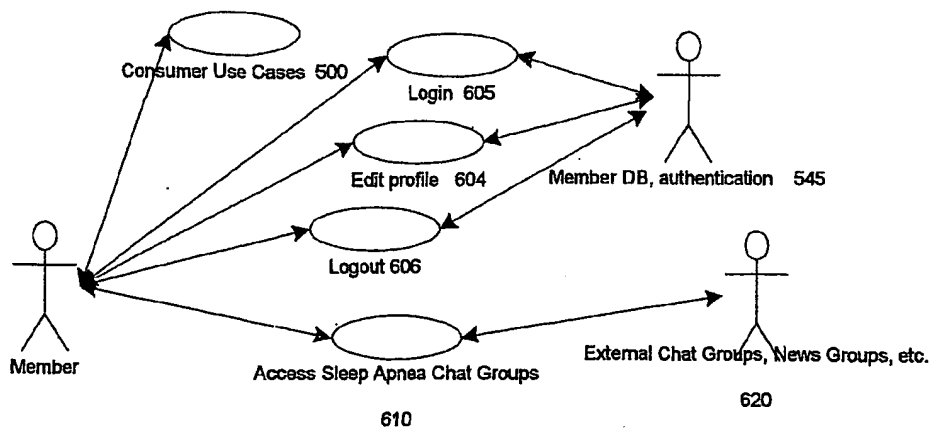 Consumer Use Cases 500
Login 605
Edit profile 604
Member DB, authentication 545
Logout 606
Member
External Chat Groups, News Groups, etc.
Access Sleep Apnea Chat Groups
620
610